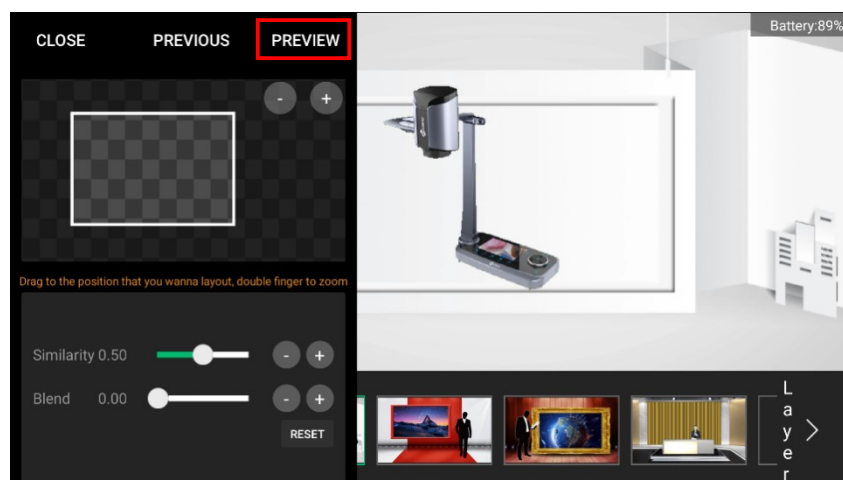 CLOSE PREVIOUS PREVIEW
Battery:89%
- +
Drag to the position that you wanna layout, double finger to zoom
Similarity 0.50 - +
Blend 0.00 - +
RESET
L
a
y
e
r